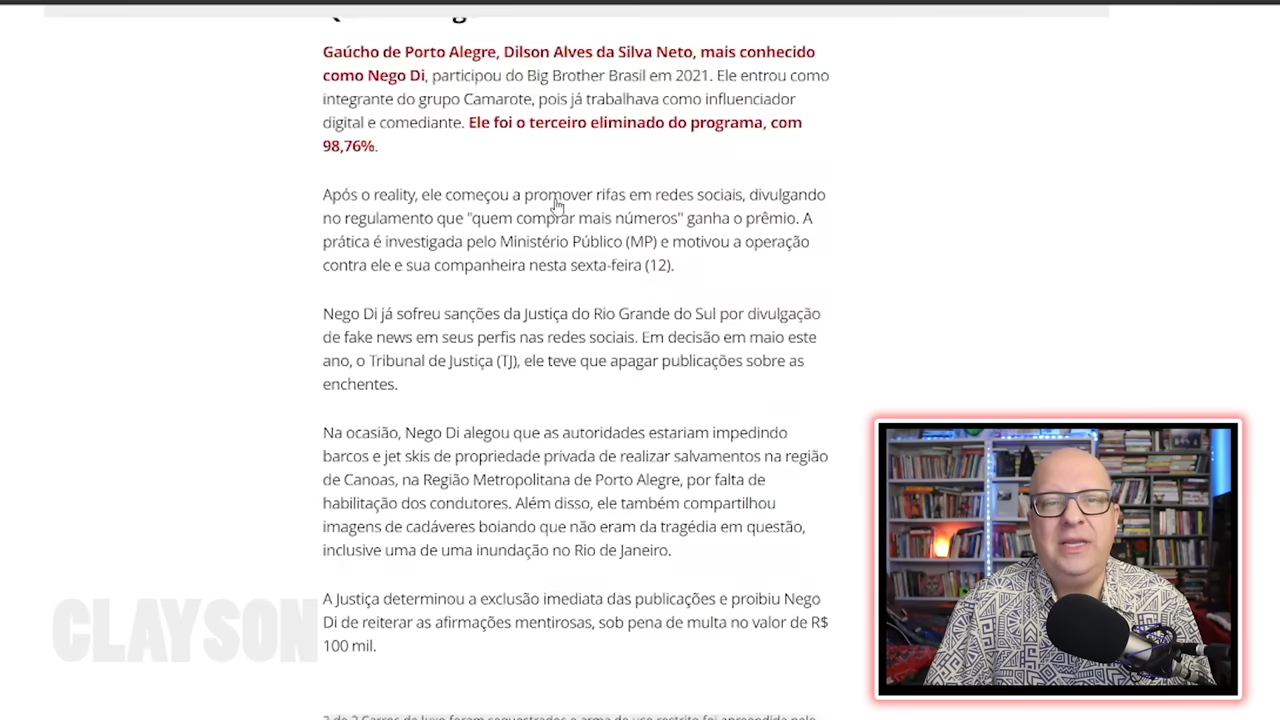 Gaúcho de Porto Alegre, Dilson Alves da Silva Neto, mais conhecido
como Nego Di, participou do Big Brother Brasil em 2021. Ele entrou como
integrante do grupo Camarote, pois já trabalhava como influenciador
digital e comediante. Ele foi o terceiro eliminado do programa, com
98,76%.
Após o reality, ele começou a promover rifas em redes sociais, divulgando
no regulamento que "quem comprar mais números" ganha o prêmio. A
prática é investigada pelo Ministério Público (MP) e motivou a operação
contra ele e sua companheira nesta sexta-feira (12).
Nego Di já sofreu sanções da Justiça do Rio Grande do Sul por divulgação
de fake news em seus perfis nas redes sociais. Em decisão em maio este
ano, o Tribunal de Justiça (TJ), ele teve que apagar publicações sobre as
enchentes.
Na ocasião, Nego Di alegou que as autoridades estariam impedindo
barcos e jet skis de propriedade privada de realizar salvamentos na região
de Canoas, na Região Metropolitana de Porto Alegre, por falta de
habilitação dos condutores. Além disso, ele também compartilhou
imagens de cadáveres boiando que não eram da tragédia em questão,
inclusive uma de uma inundação no Rio de Janeiro.
A Justiça determinou a exclusão imediata das publicações e proibiu Nego
Di de reiterar as afirmações mentirosas, sob pena de multa no valor de R$
100 mil.
CLAYSON